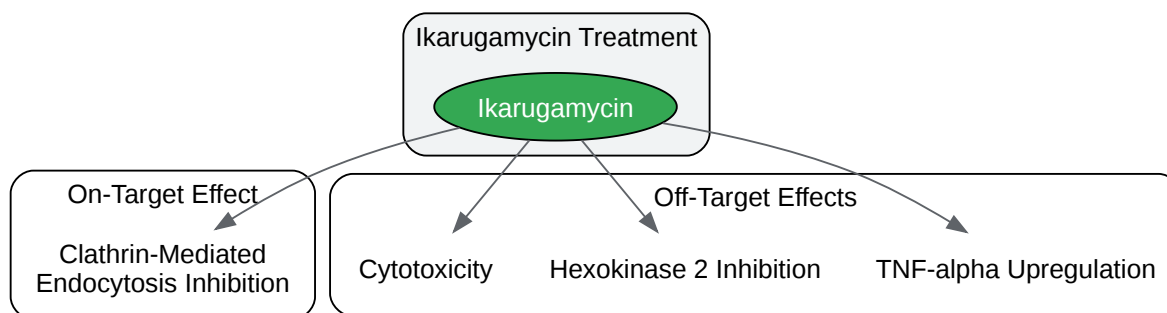 Ikarugamycin Treatment
Ikarugamycin
On-Target Effect
Clathrin-Mediated
Endocytosis Inhibition
Off-Target Effects
Cytotoxicity
Hexokinase 2 Inhibition
TNF-alpha Upregulation